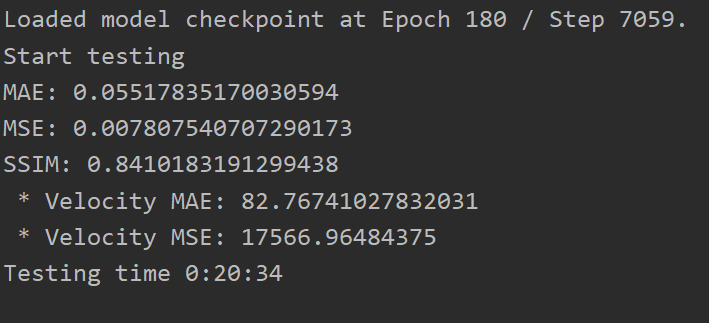 Loaded model checkpoint at Epoch 180 / Step 7059.
Start testing
MAE: 0.05517835170030594
MSE: 0.007807540707290173
SSIM: 0.8410183191299438
 * Velocity MAE: 82.76741027832031
 * Velocity MSE: 17566.96484375
Testing time 0:20:34